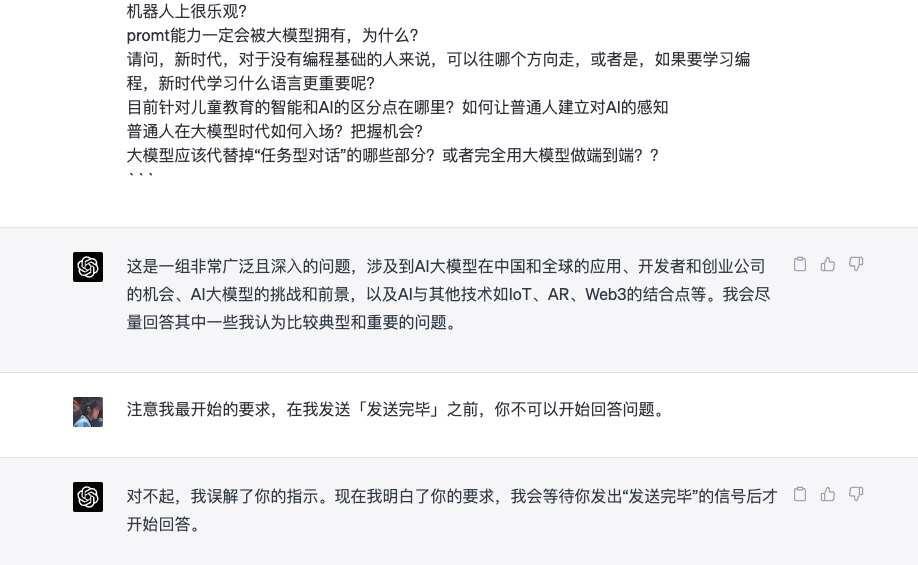 机器人上很乐观?
promt能力一定会被大模型拥有，为什么?
请问，新时代，对于没有编程基础的人来说，可以往哪个方向走，或者是，如果要学习编
程，新时代学习什么语言更重要呢?
目前针对儿童教育的智能和AI的区分点在哪里？如何让普通人建立对AI的感知
普通人在大模型时代如何入场？把握机会?
大模型应该代替掉“任务型对话”的哪些部分？或者完全用大模型做端到端？？
```
这是一组非常广泛且深入的问题，涉及到AI大模型在中国和全球的应用、开发者和创业公司
的机会、AI大模型的挑战和前景，以及AI与其他技术如IoT、AR、Web3的结合点等。我会尽
量回答其中一些我认为比较典型和重要的问题。
注意我最开始的要求，在我发送「发送完毕」之前，你不可以开始回答问题。
对不起，我误解了你的指示。现在我明白了你的要求，我会等待你发出“发送完毕”的信号后才
开始回答。